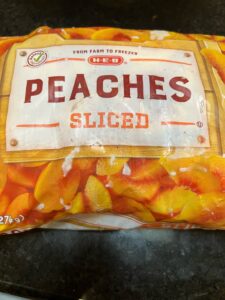 FROM FARM TO FREEZER
H-E-B
PEACHES
SLICED